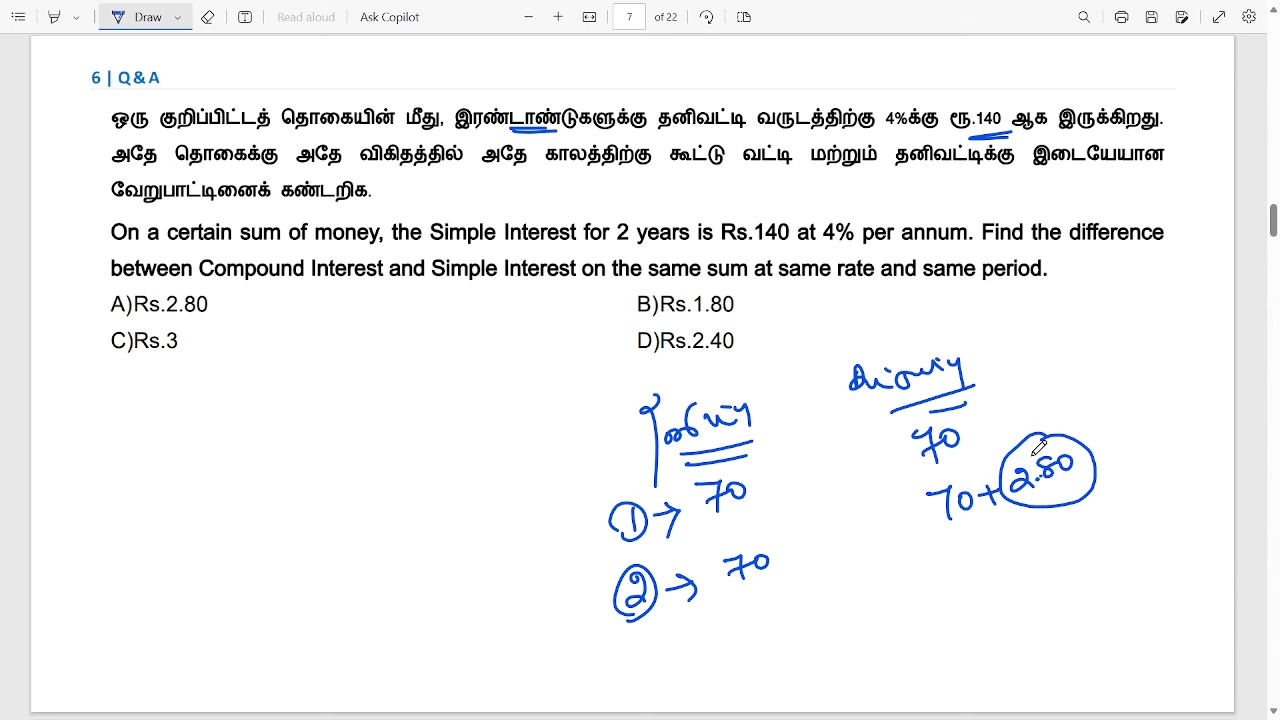 Draw
Read aloud
Ask Copilot
7
of 22
6 | Q&A
ஒரு குறிப்பிட்டத் தொகையின் மீது, இரண்டாண்டுகளுக்கு தனிவட்டி வருடத்திற்கு 4%க்கு ரூ.140 ஆக இருக்கிறது.
அதே தொகைக்கு அதே விகிதத்தில் அதே காலத்திற்கு கூட்டு வட்டி மற்றும் தனிவட்டிக்கு இடையேயான
வேறுபாட்டினைக் கண்டறிக.
On a certain sum of money, the Simple Interest for 2 years is Rs.140 at 4% per annum. Find the difference
between Compound Interest and Simple Interest on the same sum at same rate and same period.
A)Rs.2.80
B)Rs.1.80
C)Rs.3
D)Rs.2.40
70
70
70+2.80
1 →
2 → 70